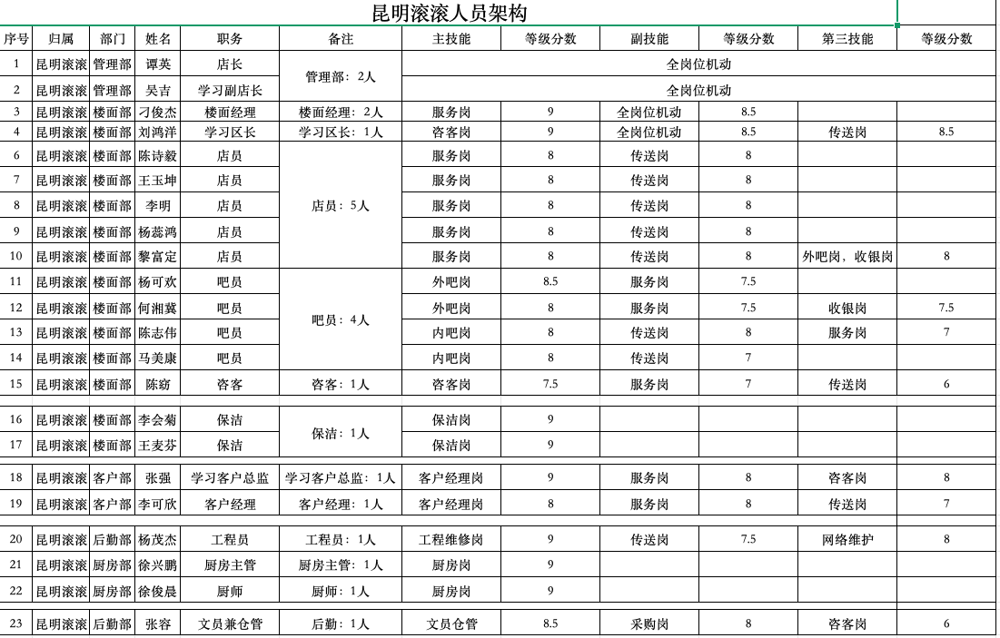 昆明滚滚人员架构
序号 归属 部门 姓名 职务 备注 主技能 等级分数 副技能 等级分数 第三技能 等级分数
1 昆明滚滚 管理部 谭英 店长 管理部：2人 全岗位机动
2 昆明滚滚 管理部 吴吉 学习副店长 全岗位机动
3 昆明滚滚 楼面部 刁俊杰 楼面经理 楼面经理：2人 服务岗 9 全岗位机动 8.5
4 昆明滚滚 楼面部 刘鸿洋 学习区长 学习区长：1人 咨客岗 9 全岗位机动 8.5 传送岗 8.5
6 昆明滚滚 楼面部 陈诗毅 店员 店员：5人 服务岗 8 传送岗 8
7 昆明滚滚 楼面部 王玉坤 店员 服务岗 8 传送岗 8
8 昆明滚滚 楼面部 李明 店员 服务岗 8 传送岗 8
9 昆明滚滚 楼面部 杨蕊鸿 店员 服务岗 8 传送岗 8
10 昆明滚滚 楼面部 黎富定 店员 服务岗 8 传送岗 8 外吧岗，收银岗 8
11 昆明滚滚 楼面部 杨可欢 吧员 吧员：4人 外吧岗 8.5 服务岗 7.5
12 昆明滚滚 楼面部 何湘冀 吧员 外吧岗 8 服务岗 7.5 收银岗 7.5
13 昆明滚滚 楼面部 陈志伟 吧员 内吧岗 8 传送岗 8 服务岗 7
14 昆明滚滚 楼面部 马美康 吧员 内吧岗 8 传送岗 7
15 昆明滚滚 楼面部 陈窈 咨客 咨客：1人 咨客岗 7.5 服务岗 7 传送岗 6
16 昆明滚滚 楼面部 李会菊 保洁 保洁：1人 保洁岗 9
17 昆明滚滚 楼面部 王麦芬 保洁 保洁岗 9
18 昆明滚滚 客户部 张强 学习客户总监 学习客户总监：1人 客户经理岗 9 服务岗 8 咨客岗 8
19 昆明滚滚 客户部 李可欣 客户经理 客户经理：1人 客户经理岗 8 服务岗 8 传送岗 7
20 昆明滚滚 后勤部 杨茂杰 工程员 工程员：1人 工程维修岗 9 传送岗 7.5 网络维护 8
21 昆明滚滚 厨房部 徐兴鹏 厨房主管 厨房主管：1人 厨房岗 9
22 昆明滚滚 厨房部 徐俊晨 厨师 厨师：1人 厨房岗 9
23 昆明滚滚 后勤部 张容 文员兼仓管 后勤：1人 文员仓管 8.5 采购岗 8 咨客岗 6